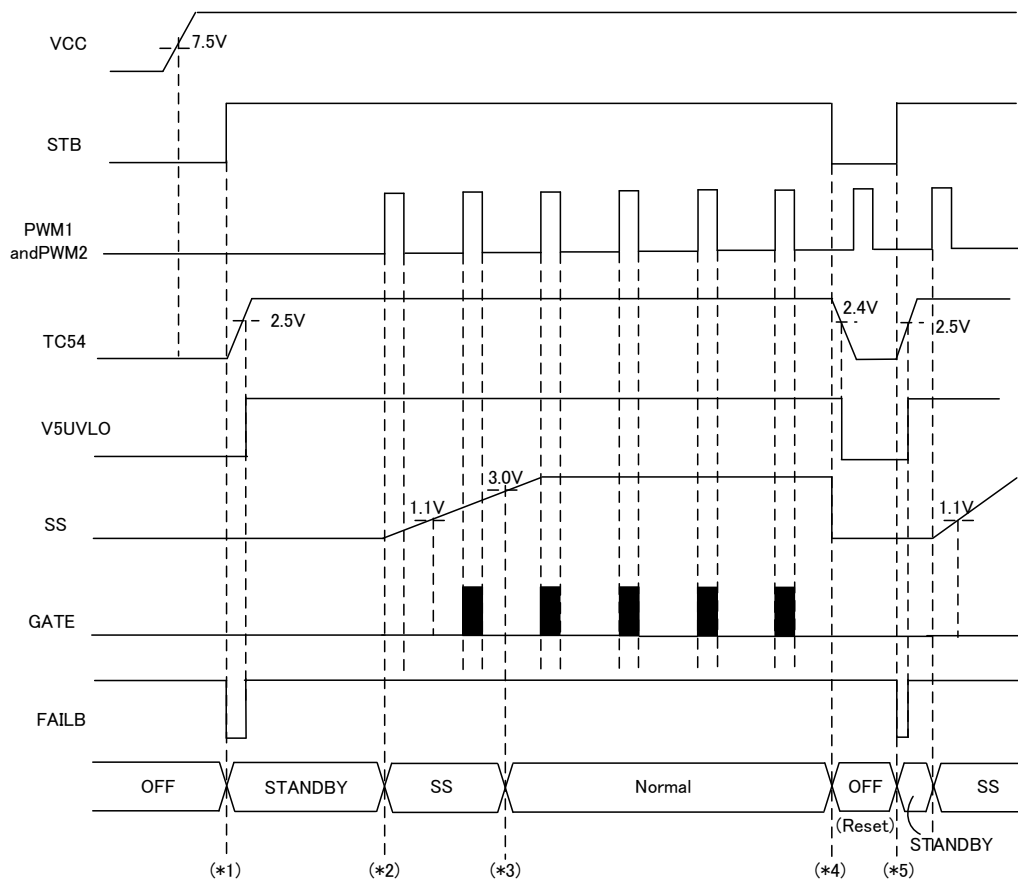 VCC
7.5V
STB
PWM1
andPWM2
TC54
2.5V
2.4V
2.5V
V5UVLO
SS
1.1V
3.0V
1.1V
GATE
FAILB
OFF
STANDBY
SS
Normal
OFF
SS
(Reset)
STANDBY
(*1)
(*2)
(*3)
(*4)
(*5)